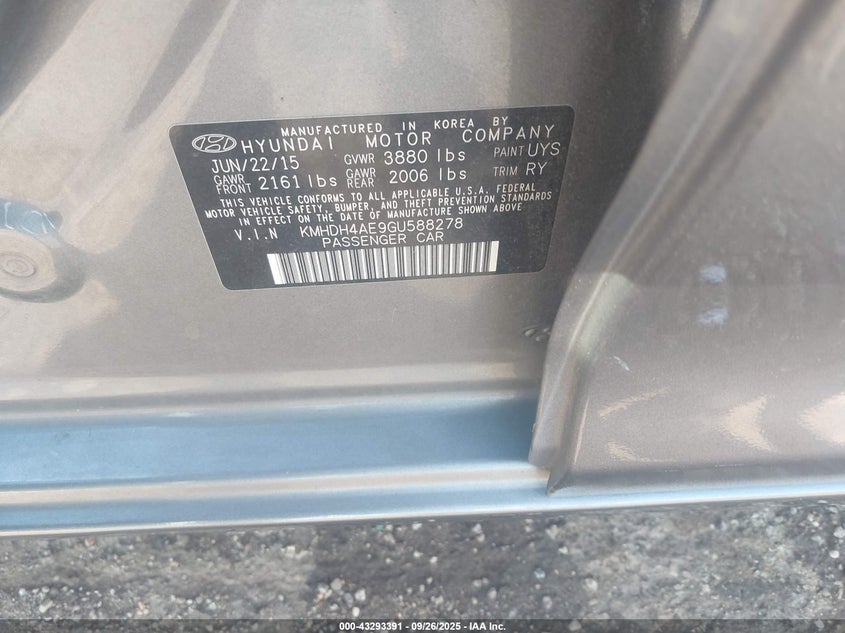 MANUFACTURED IN KOREA BY
HYUNDAI MOTOR COMPANY
JUN/22/15 GVWR 3880 lbs PAINT UYS
GAWR FRONT 2161 lbs GAWR REAR 2006 lbs TRIM RY
THIS VEHICLE CONFORMS TO ALL APPLICABLE U.S.A. FEDERAL
MOTOR VEHICLE SAFETY, BUMPER, AND THEFT PREVENTION STANDARDS
IN EFFECT ON THE DATE OF MANUFACTURE SHOWN ABOVE
V.I.N KMHDH4AE9GU588278
PASSENGER CAR
000-43293391 - 09/26/2025 - IAA Inc.